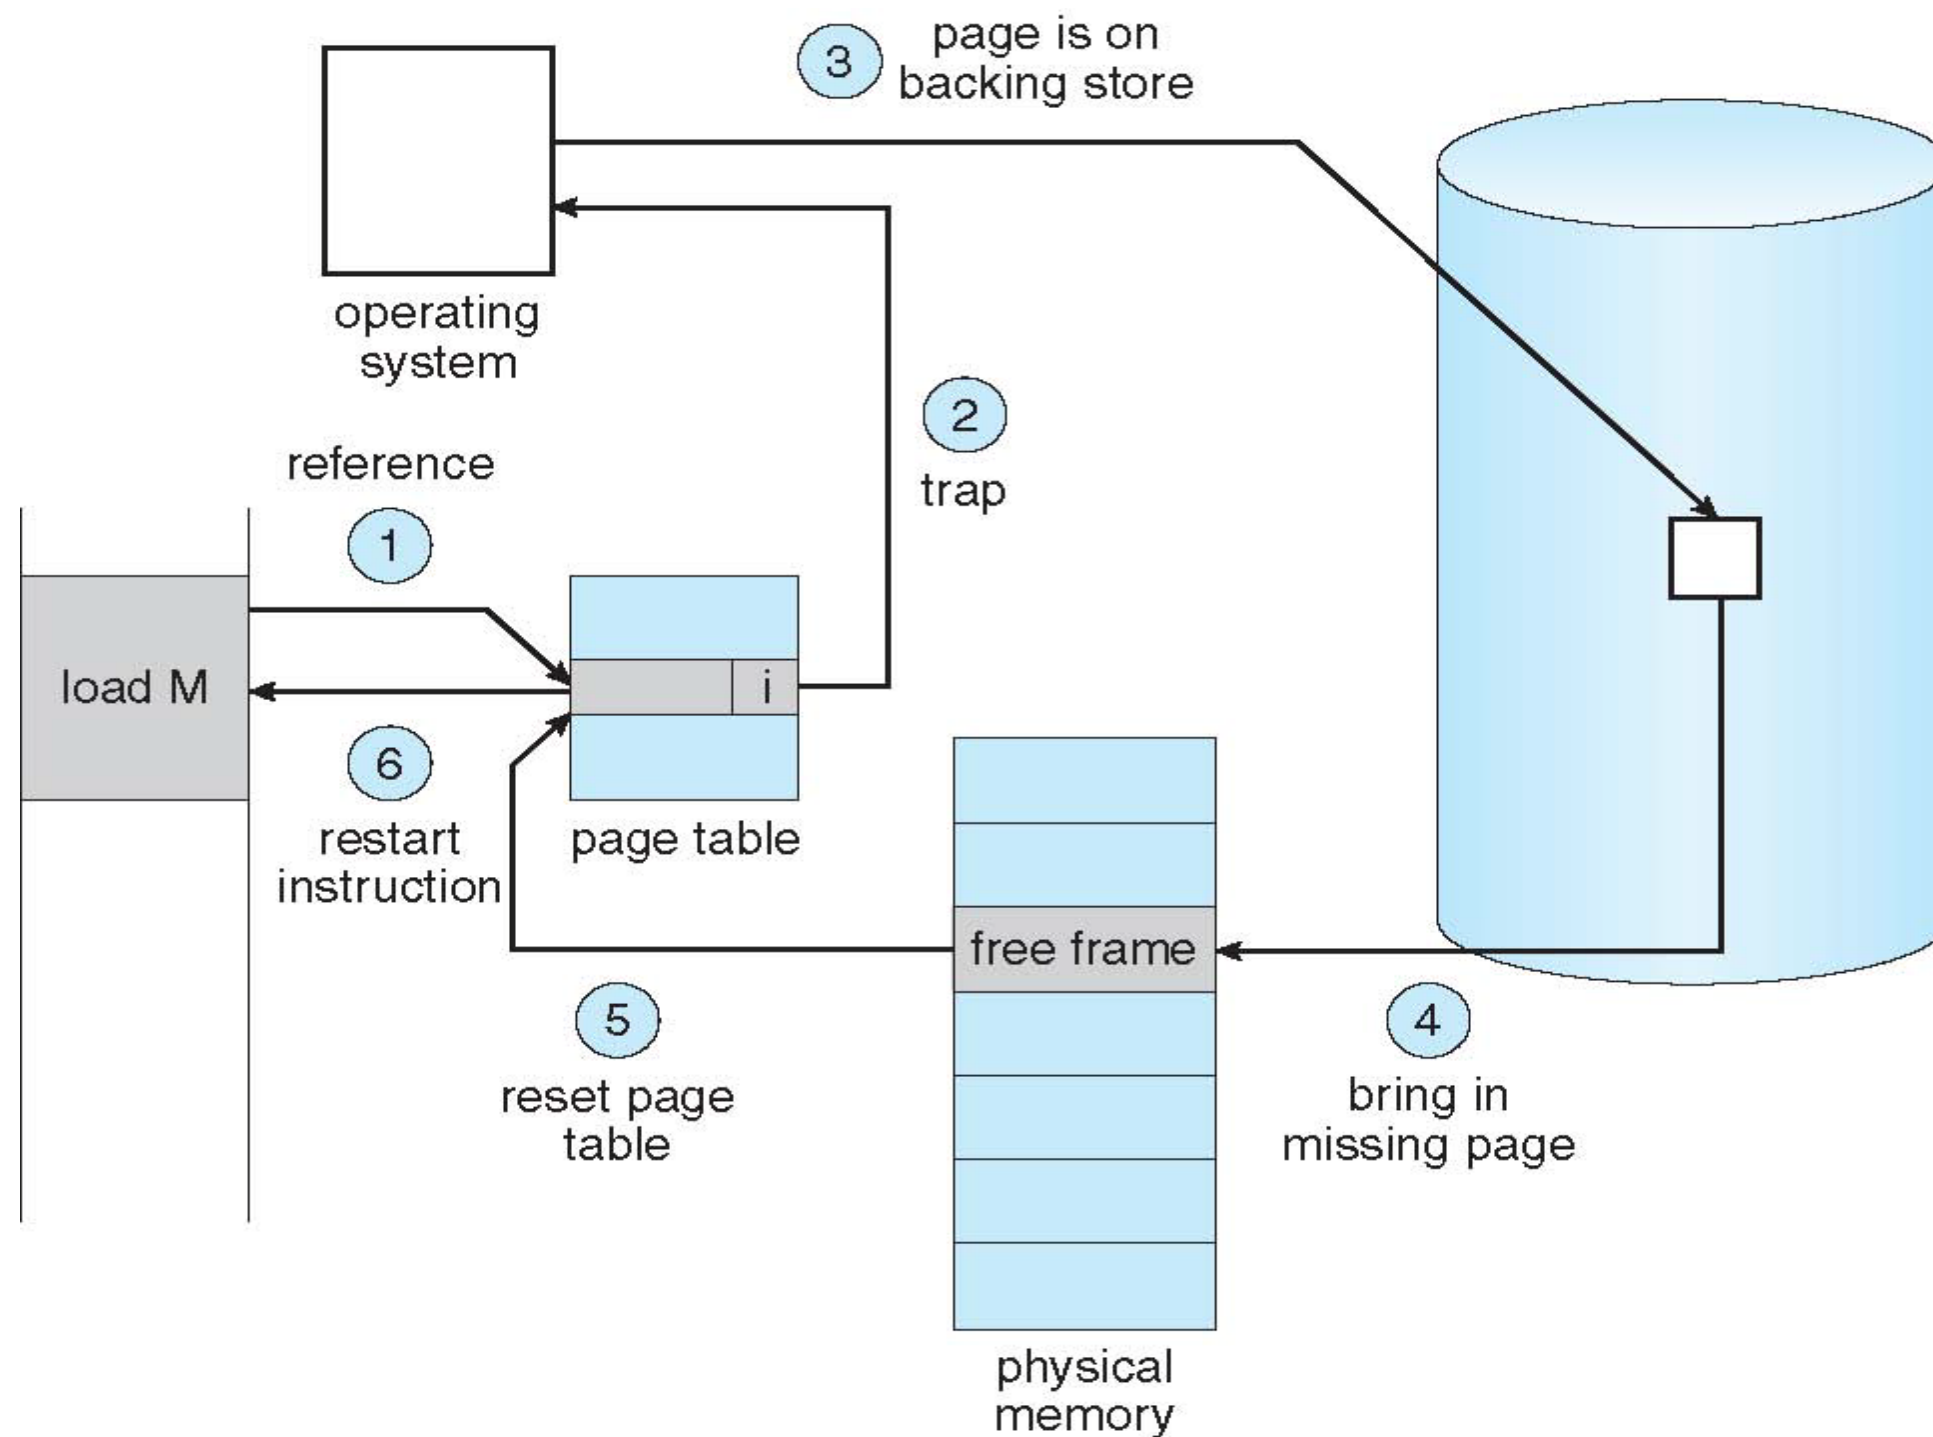 3
page is on
backing store
operating
system
2
trap
reference
1
load M
i
6
restart
instruction
page table
free frame
5
reset page
table
4
bring in
missing page
physical
memory